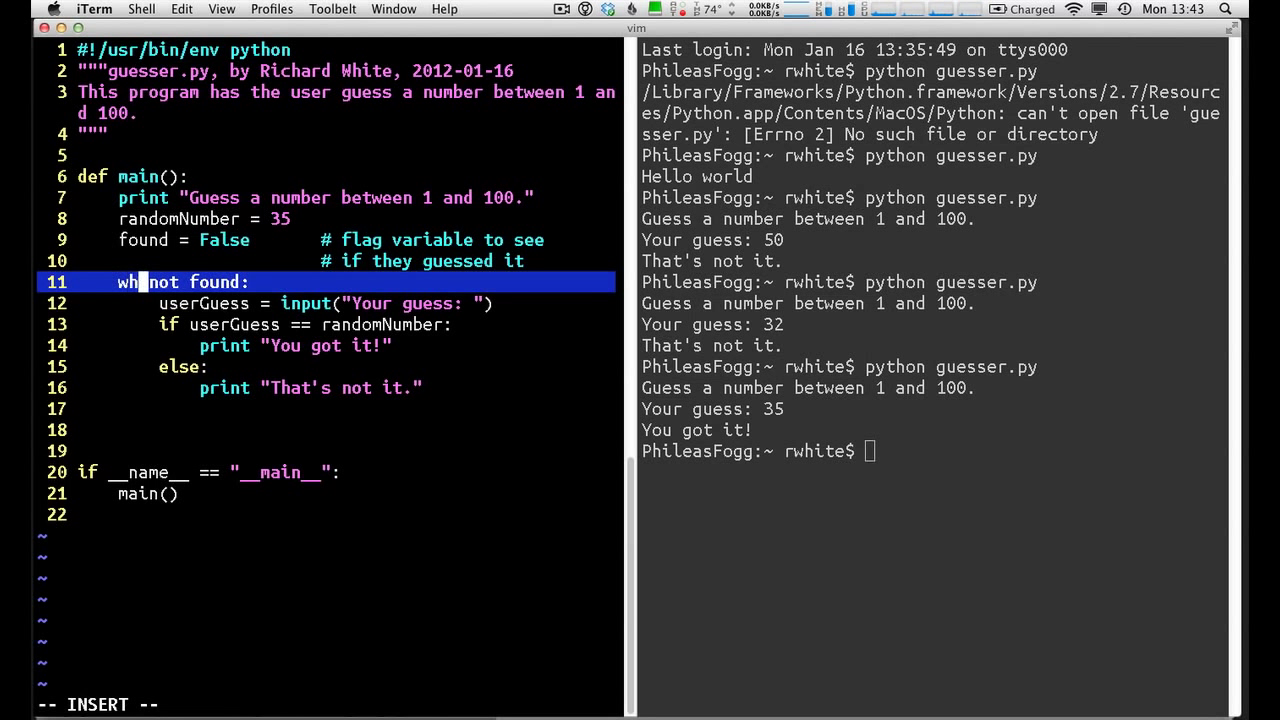 iTerm Shell Edit View Profiles Toolbelt Window Help 74° 0.0KB/s 0.0KB/s Charged Mon 13:43
vim
1 #!/usr/bin/env python
2 """guesser.py, by Richard White, 2012-01-16
3 This program has the user guess a number between 1 an
d 100.
4 """
5
6 def main():
7 print "Guess a number between 1 and 100."
8 randomNumber = 35
9 found = False # flag variable to see
10 # if they guessed it
11 wh not found:
12 userGuess = input("Your guess: ")
13 if userGuess == randomNumber:
14 print "You got it!"
15 else:
16 print "That's not it."
17
18
19
20 if __name__ == "__main__":
21 main()
22
~
~
~
~
~
~
~
~
-- INSERT --
Last login: Mon Jan 16 13:35:49 on ttys000
PhileasFogg:~ rwhite$ python guesser.py
/Library/Frameworks/Python.framework/Versions/2.7/Resourc
es/Python.app/Contents/MacOS/Python: can't open file 'gue
sser.py': [Errno 2] No such file or directory
PhileasFogg:~ rwhite$ python guesser.py
Hello world
PhileasFogg:~ rwhite$ python guesser.py
Guess a number between 1 and 100.
Your guess: 50
That's not it.
PhileasFogg:~ rwhite$ python guesser.py
Guess a number between 1 and 100.
Your guess: 32
That's not it.
PhileasFogg:~ rwhite$ python guesser.py
Guess a number between 1 and 100.
Your guess: 35
You got it!
PhileasFogg:~ rwhite$